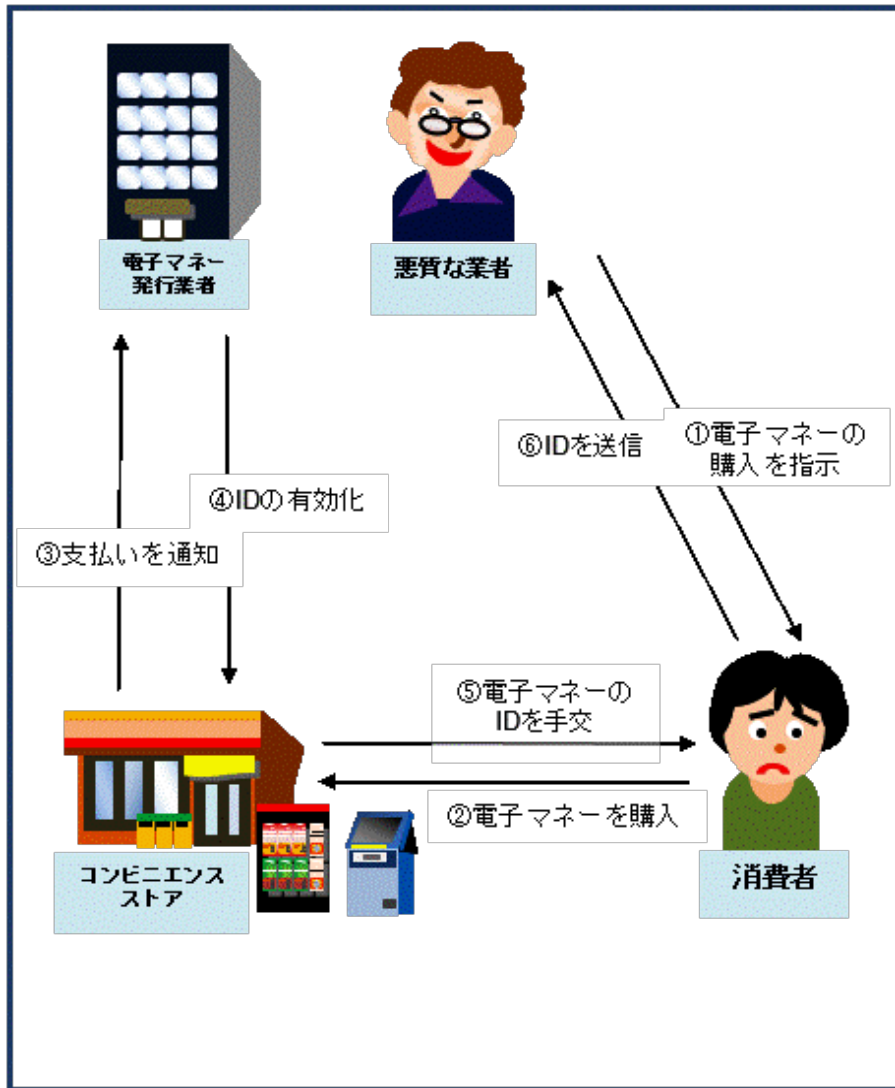 電子マネー
発行業者
悪質な業者
⑥IDを送信
①電子マネーの
購入を指示
④IDの有効化
③支払いを通知
⑤電子マネーの
IDを手交
②電子マネーを購入
コンビニエンス
ストア
消費者